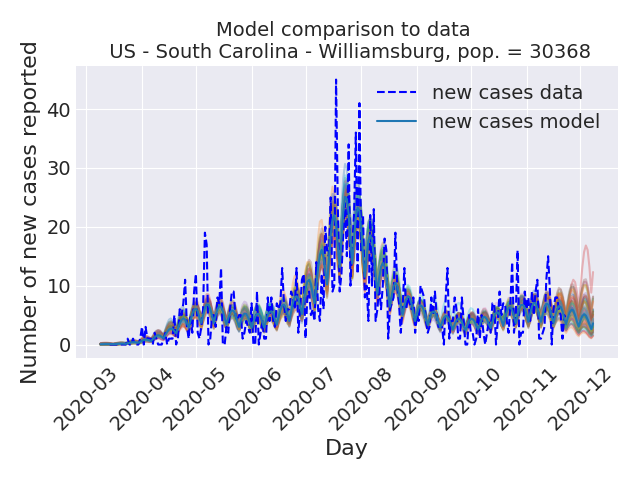 Model comparison to data
US - South Carolina - Williamsburg, pop. = 30368
Number of new cases reported
40
30
20
10
0
new cases data
new cases model
2020-03
2020-04
2020-05
2020-06
2020-07
2020-08
2020-09
2020-10
2020-11
2020-12
Day